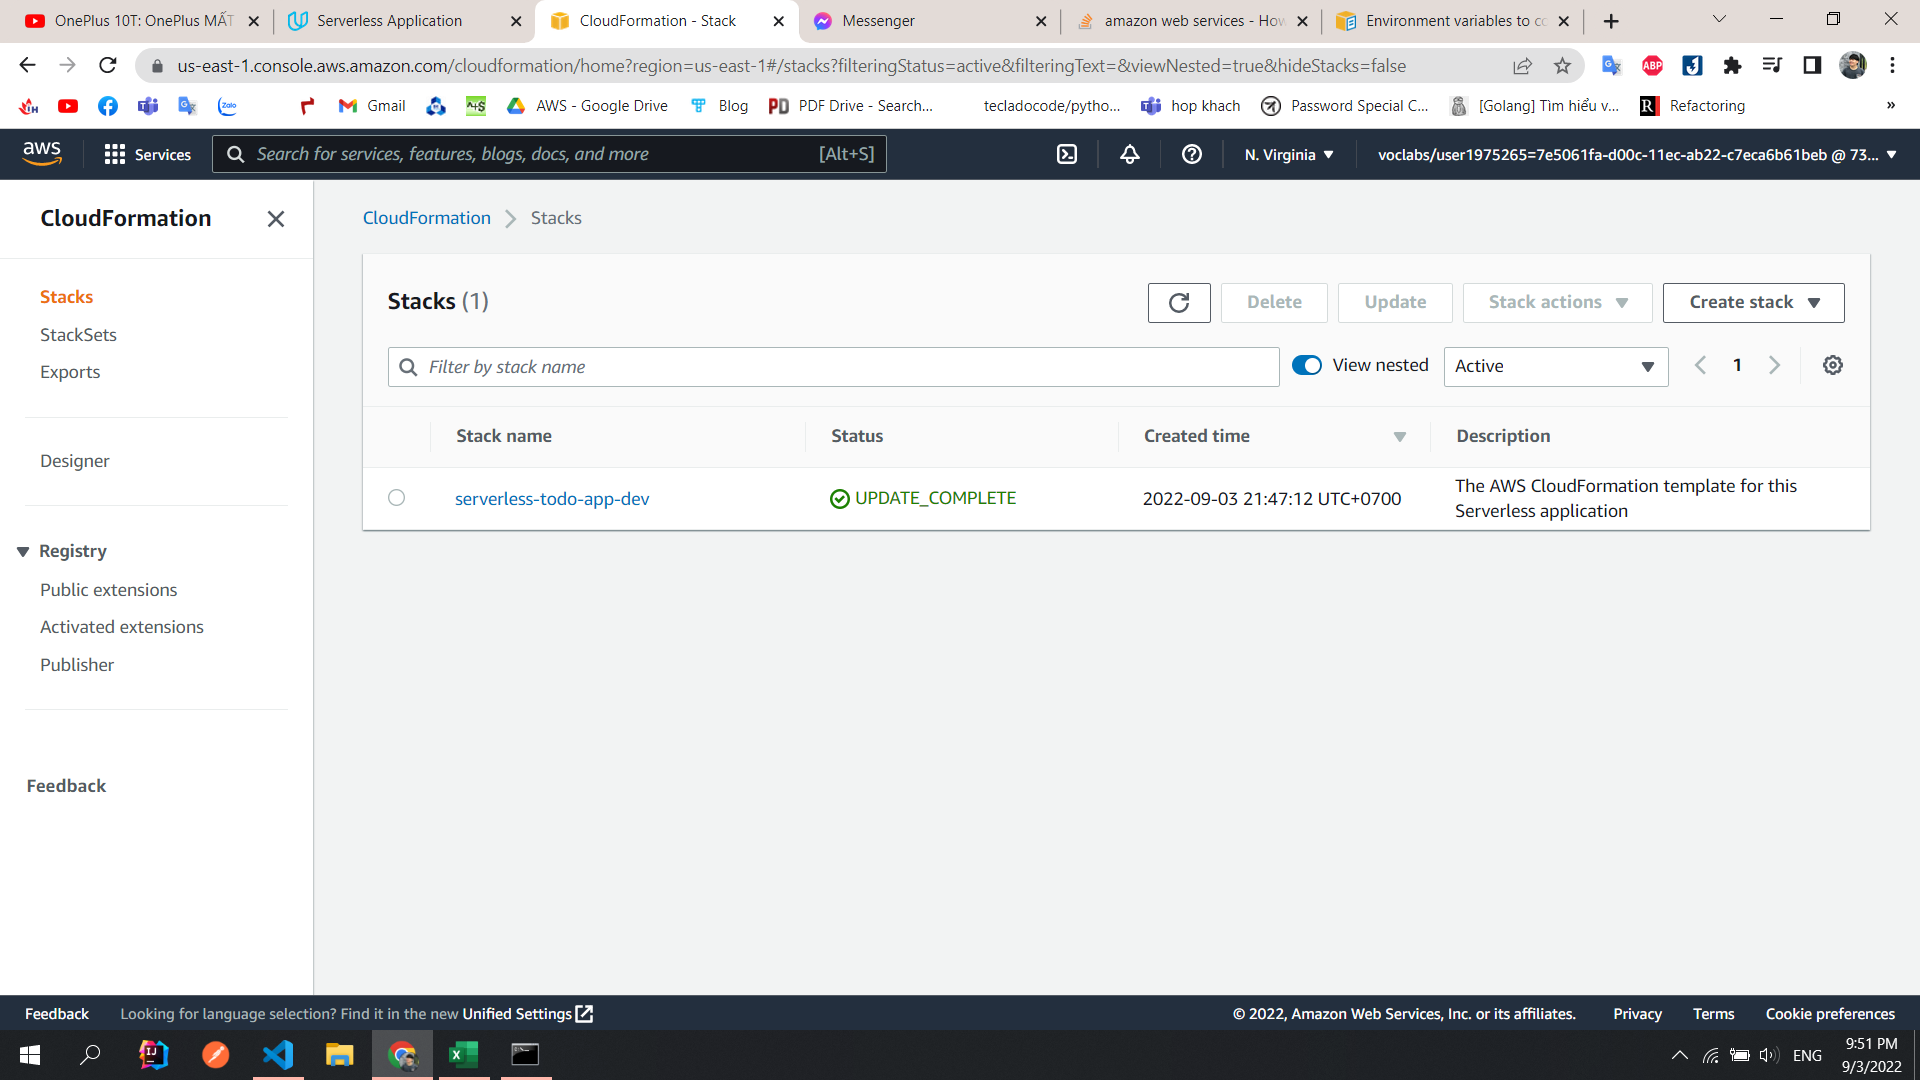 OnePlus 10T: OnePlus MẤT
Serverless Application
CloudFormation - Stack
Messenger
amazon web services - How
Environment variables to co
us-east-1.console.aws.amazon.com/cloudformation/home?region=us-east-1#/stacks?filteringStatus=active&filteringText=&viewNested=true&hideStacks=false
ABP
Zalo
Gmail
AWS - Google Drive
Blog
PD PDF Drive - Search...
tecladocode/pytho...
hop khach
Password Special C...
[Golang] Tìm hiểu v...
R Refactoring
»
aws
Services
Search for services, features, blogs, docs, and more
[Alt+S]
N. Virginia
voclabs/user1975265=7e5061fa-d00c-11ec-ab22-c7eca6b61beb @ 73...
CloudFormation
Stacks
StackSets
Exports
Designer
Registry
Public extensions
Activated extensions
Publisher
Feedback
CloudFormation > Stacks
Stacks (1)
Delete
Update
Stack actions
Create stack
Filter by stack name
View nested
Active
1
Stack name
Status
Created time
Description
serverless-todo-app-dev
UPDATE_COMPLETE
2022-09-03 21:47:12 UTC+0700
The AWS CloudFormation template for this
Serverless application
Feedback
Looking for language selection? Find it in the new Unified Settings
© 2022, Amazon Web Services, Inc. or its affiliates.
Privacy
Terms
Cookie preferences
ENG
9:51 PM
9/3/2022